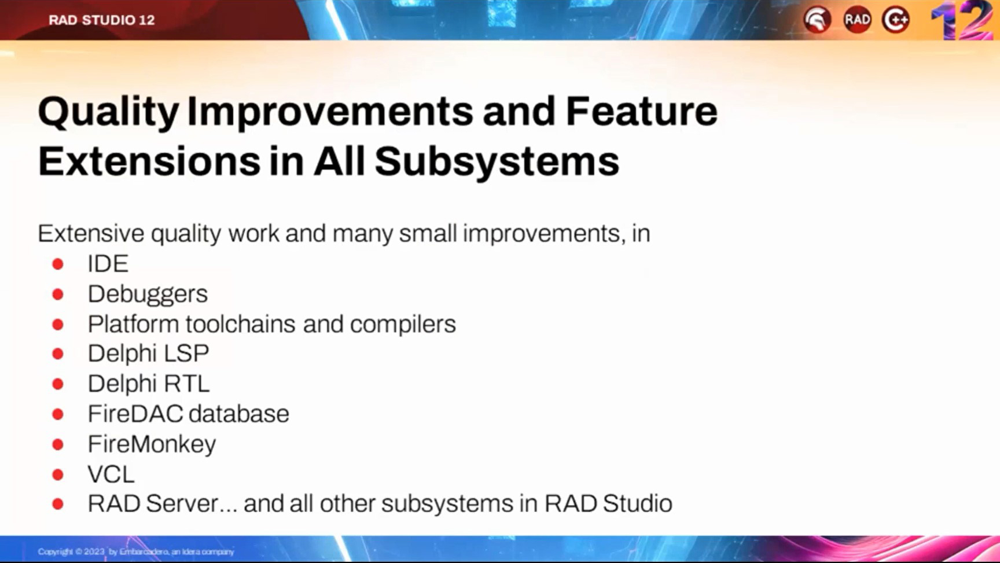 RAD STUDIO 12
RAD
C++
12
Quality Improvements and Feature
Extensions in All Subsystems
Extensive quality work and many small improvements, in
● IDE
● Debuggers
● Platform toolchains and compilers
● Delphi LSP
● Delphi RTL
● FireDAC database
● FireMonkey
● VCL
● RAD Server... and all other subsystems in RAD Studio
Copyright © 2023 by Embarcadero, an Idera company